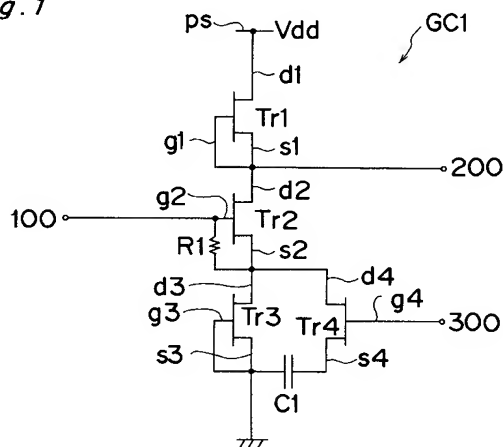 g. 1
ps Vdd GC1
d1
Tr1
g1 s1
200
d2
100 g2
Tr2
R1 s2
d3 d4
g3 Tr3 Tr4 g4 300
s3 s4
C1